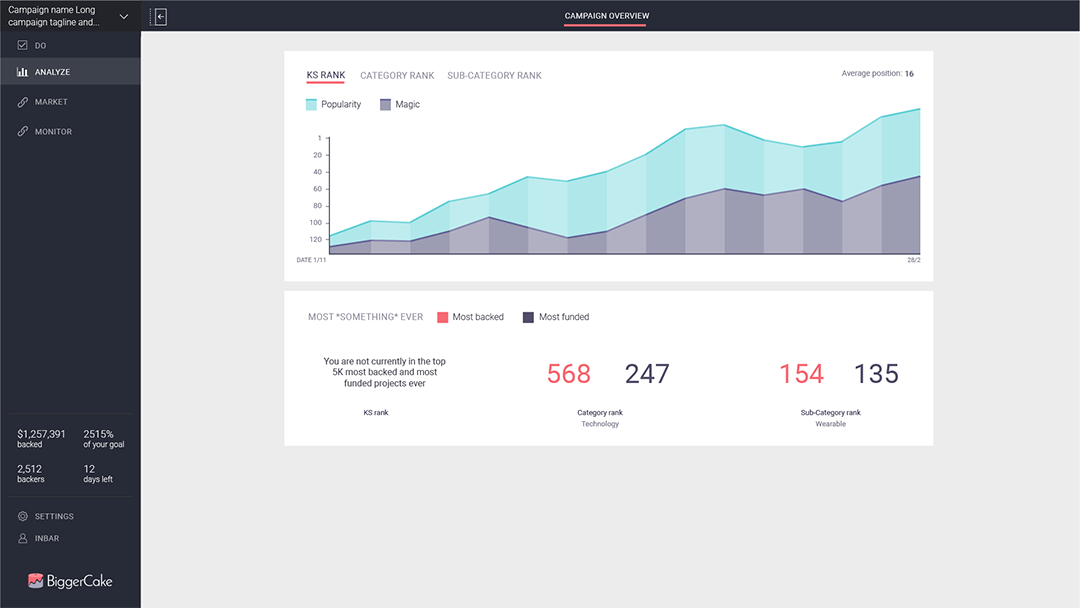 Campaign name Long
campaign tagline and...
CAMPAIGN OVERVIEW
DO
ANALYZE
MARKET
MONITOR
$1,257,391 2515%
backed of your goal
2,512 12
backers days left
SETTINGS
INBAR
BiggerCake
KS RANK CATEGORY RANK SUB-CATEGORY RANK Average position: 16
Popularity Magic
1
20
40
60
80
100
120
DATE 1/11 28/2
MOST *SOMETHING* EVER Most backed Most funded
You are not currently in the top
5K most backed and most
funded projects ever
KS rank
568 247
Category rank
Technology
154 135
Sub-Category rank
Wearable